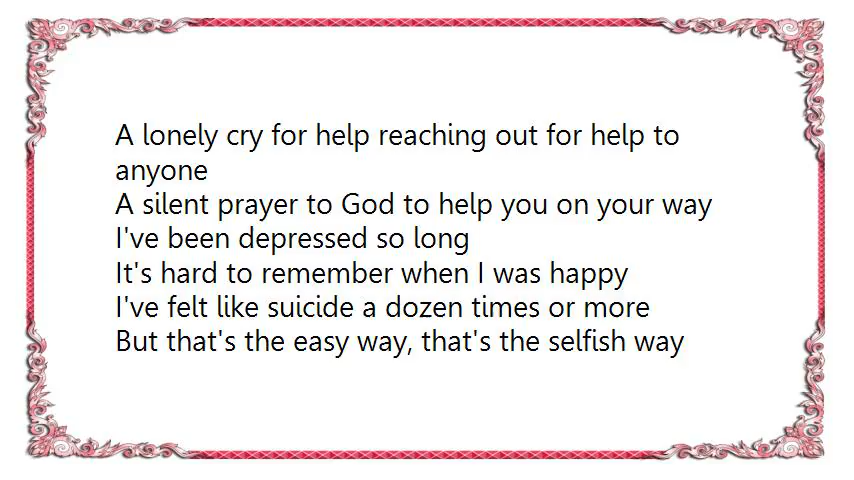 A lonely cry for help reaching out for help to
anyone
A silent prayer to God to help you on your way
I've been depressed so long
It's hard to remember when I was happy
I've felt like suicide a dozen times or more
But that's the easy way, that's the selfish way